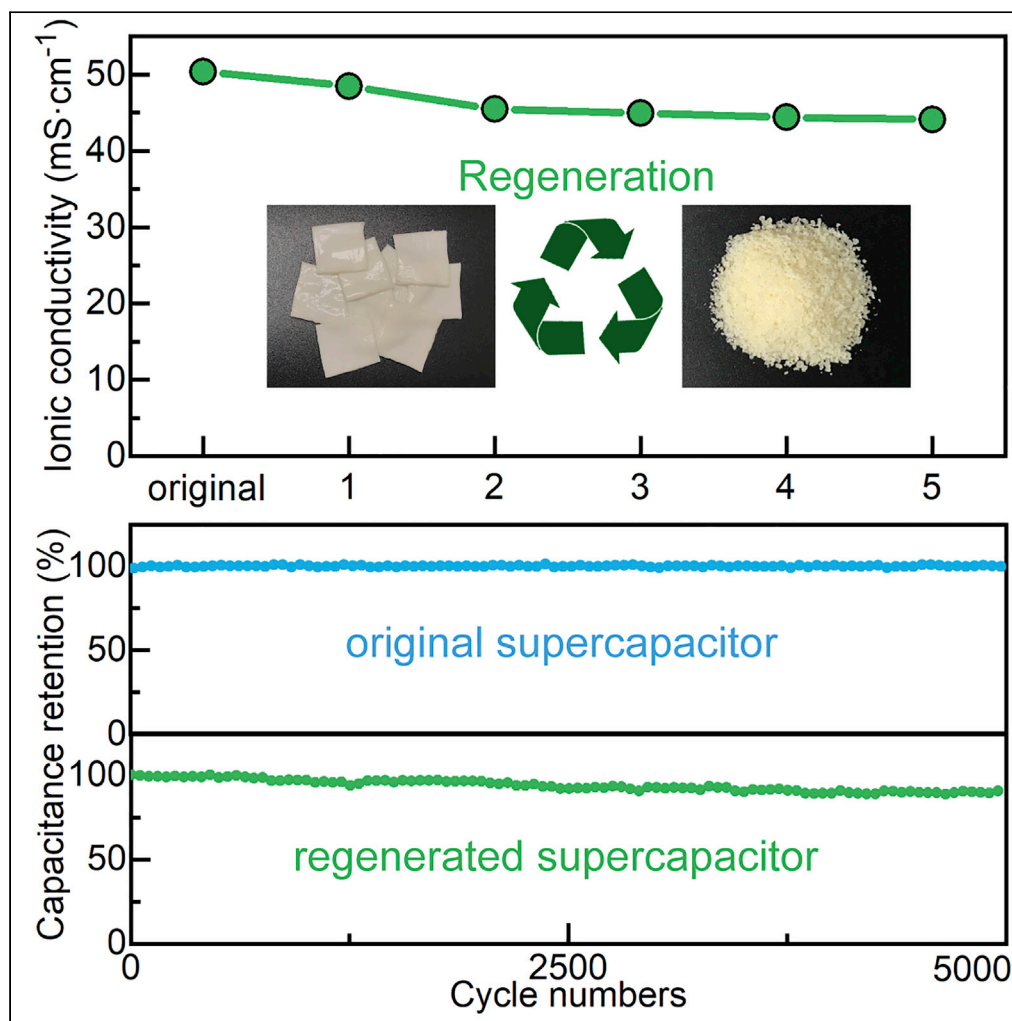 Ionic conductivity (mS·cm⁻¹)
50
40
30
20
10
0
Regeneration
original 1 2 3 4 5
Capacitance retention (%)
100
50
0
original supercapacitor
100
50
0
regenerated supercapacitor
0 2500 5000
Cycle numbers